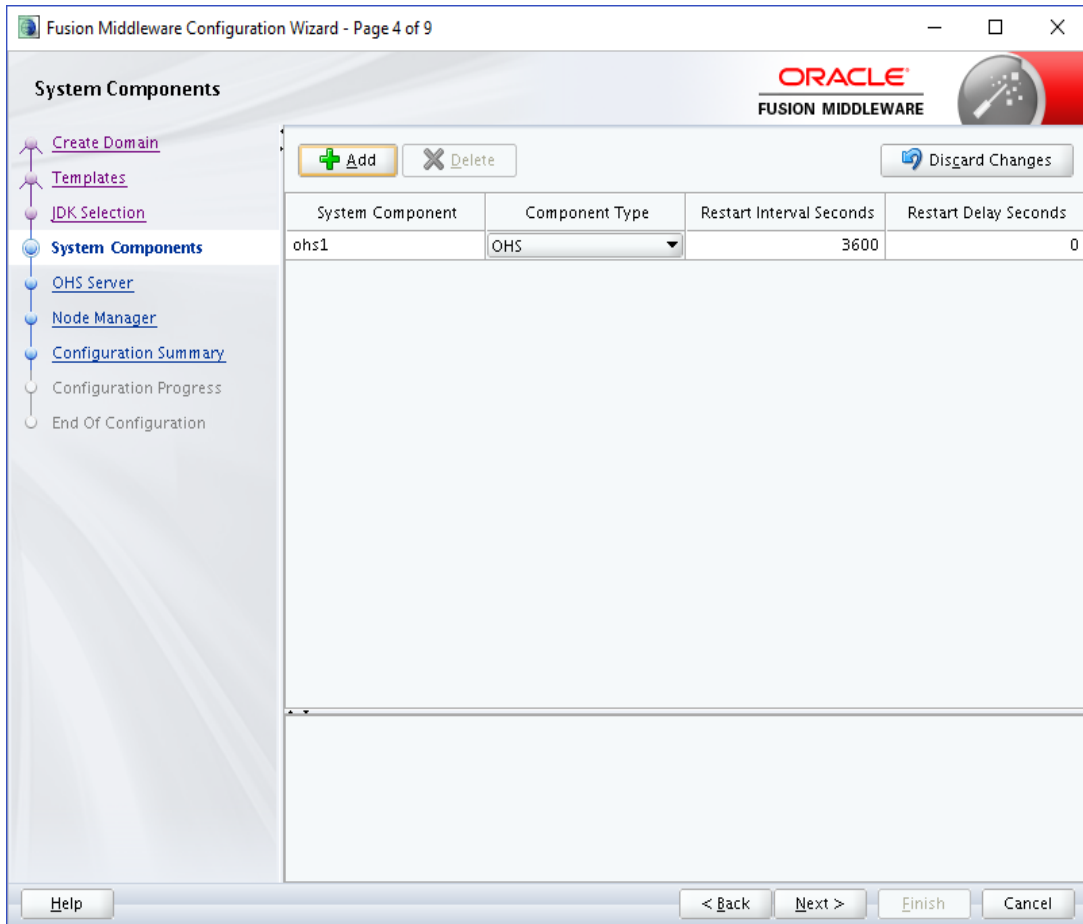 Fusion Middleware Configuration Wizard - Page 4 of 9
System Components
ORACLE
FUSION MIDDLEWARE
Create Domain
Templates
JDK Selection
System Components
OHS Server
Node Manager
Configuration Summary
Configuration Progress
End Of Configuration
Add Delete Discard Changes
System Component Component Type Restart Interval Seconds Restart Delay Seconds
ohs1 OHS 3600 0
Help < Back Next > Finish Cancel